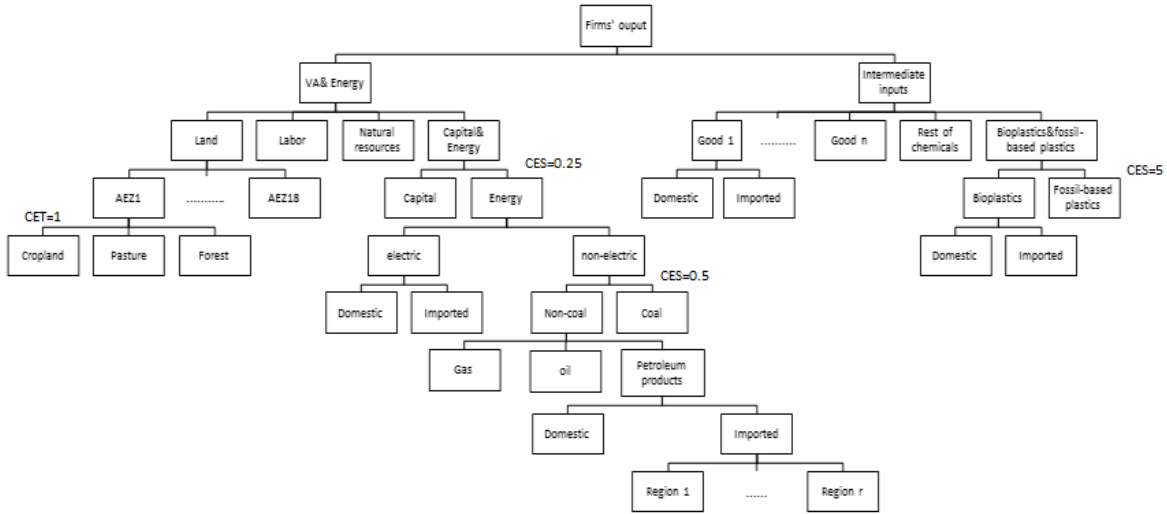 Firms' ouput
VA& Energy
Intermediate
inputs
Land
Labor
Natural
resources
Capital&
Energy
Good 1
..........
Good n
Rest of
chemicals
Bioplastics&fossil-
based plastics
CES=0.25
CES=5
AEZ1
...........
AEZ18
Capital
Energy
Domestic
Imported
Bioplastics
Fossil-based
plastics
CET=1
Cropland
Pasture
Forest
electric
non-electric
Domestic
Imported
CES=0.5
Domestic
Imported
Non-coal
Coal
Gas
oil
Petroleum
products
Domestic
Imported
Region 1
......
Region r